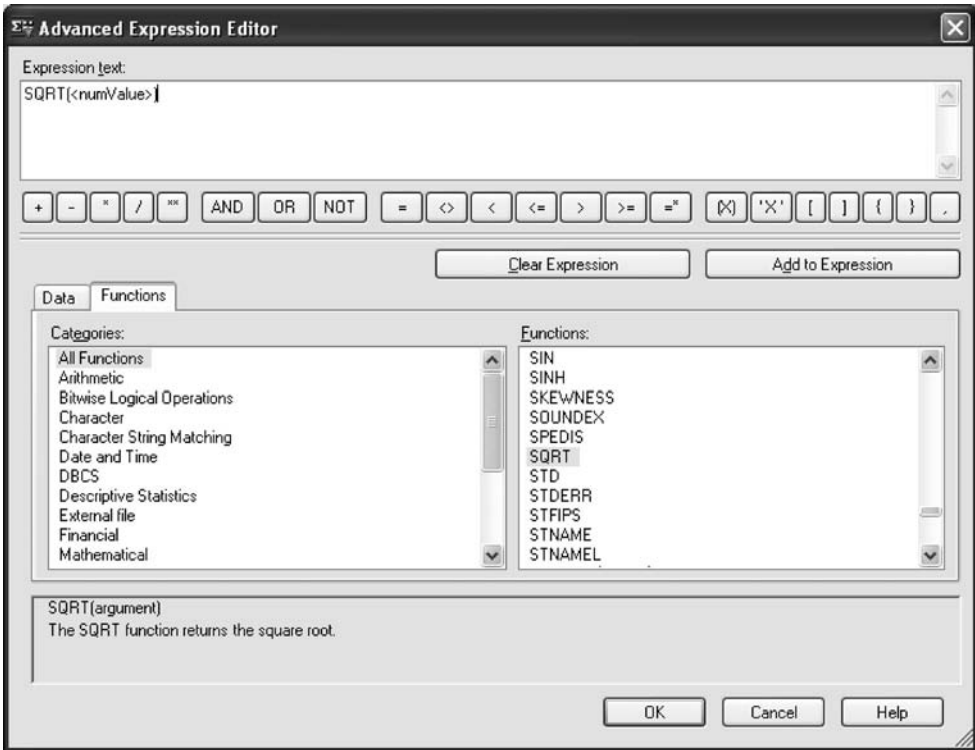 Advanced Expression Editor
Expression text:
SQRT(<numValue>)
+ - * / ** AND OR NOT = <> < <= > >= =* (X) 'X' [ ] { } ,
Clear Expression Add to Expression
Data Functions
Categories:
All Functions
Arithmetic
Bitwise Logical Operations
Character
Character String Matching
Date and Time
DBCS
Descriptive Statistics
External file
Financial
Mathematical
Functions:
SIN
SINH
SKEWNESS
SOUNDEX
SPEDIS
SQRT
STD
STDERR
STFIPS
STNAME
STNAMEL
SQRT(argument)
The SQRT function returns the square root.
OK Cancel Help